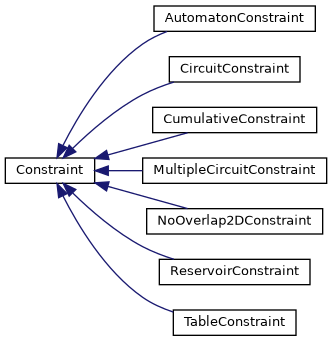 AutomatonConstraint
CircuitConstraint
CumulativeConstraint
Constraint
MultipleCircuitConstraint
NoOverlap2DConstraint
ReservoirConstraint
TableConstraint